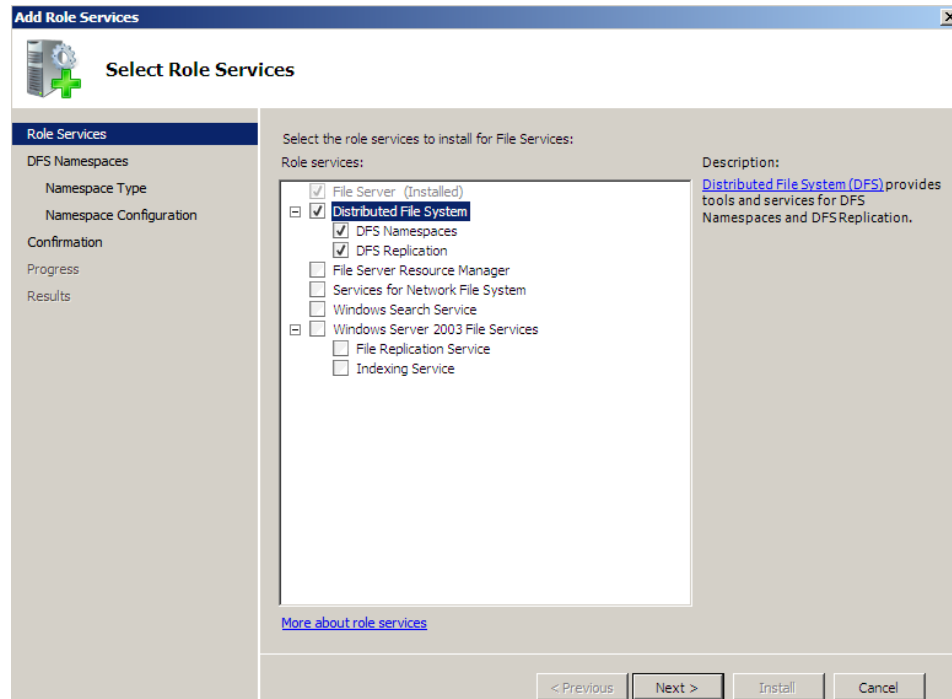 Add Role Services
Select Role Services
Role Services
DFS Namespaces
Namespace Type
Namespace Configuration
Confirmation
Progress
Results
Select the role services to install for File Services:
Role services:
File Server (Installed)
Distributed File System
DFS Namespaces
DFS Replication
File Server Resource Manager
Services for Network File System
Windows Search Service
Windows Server 2003 File Services
File Replication Service
Indexing Service
More about role services
Description:
Distributed File System (DFS) provides
tools and services for DFS
Namespaces and DFS Replication.
< Previous
Next >
Install
Cancel